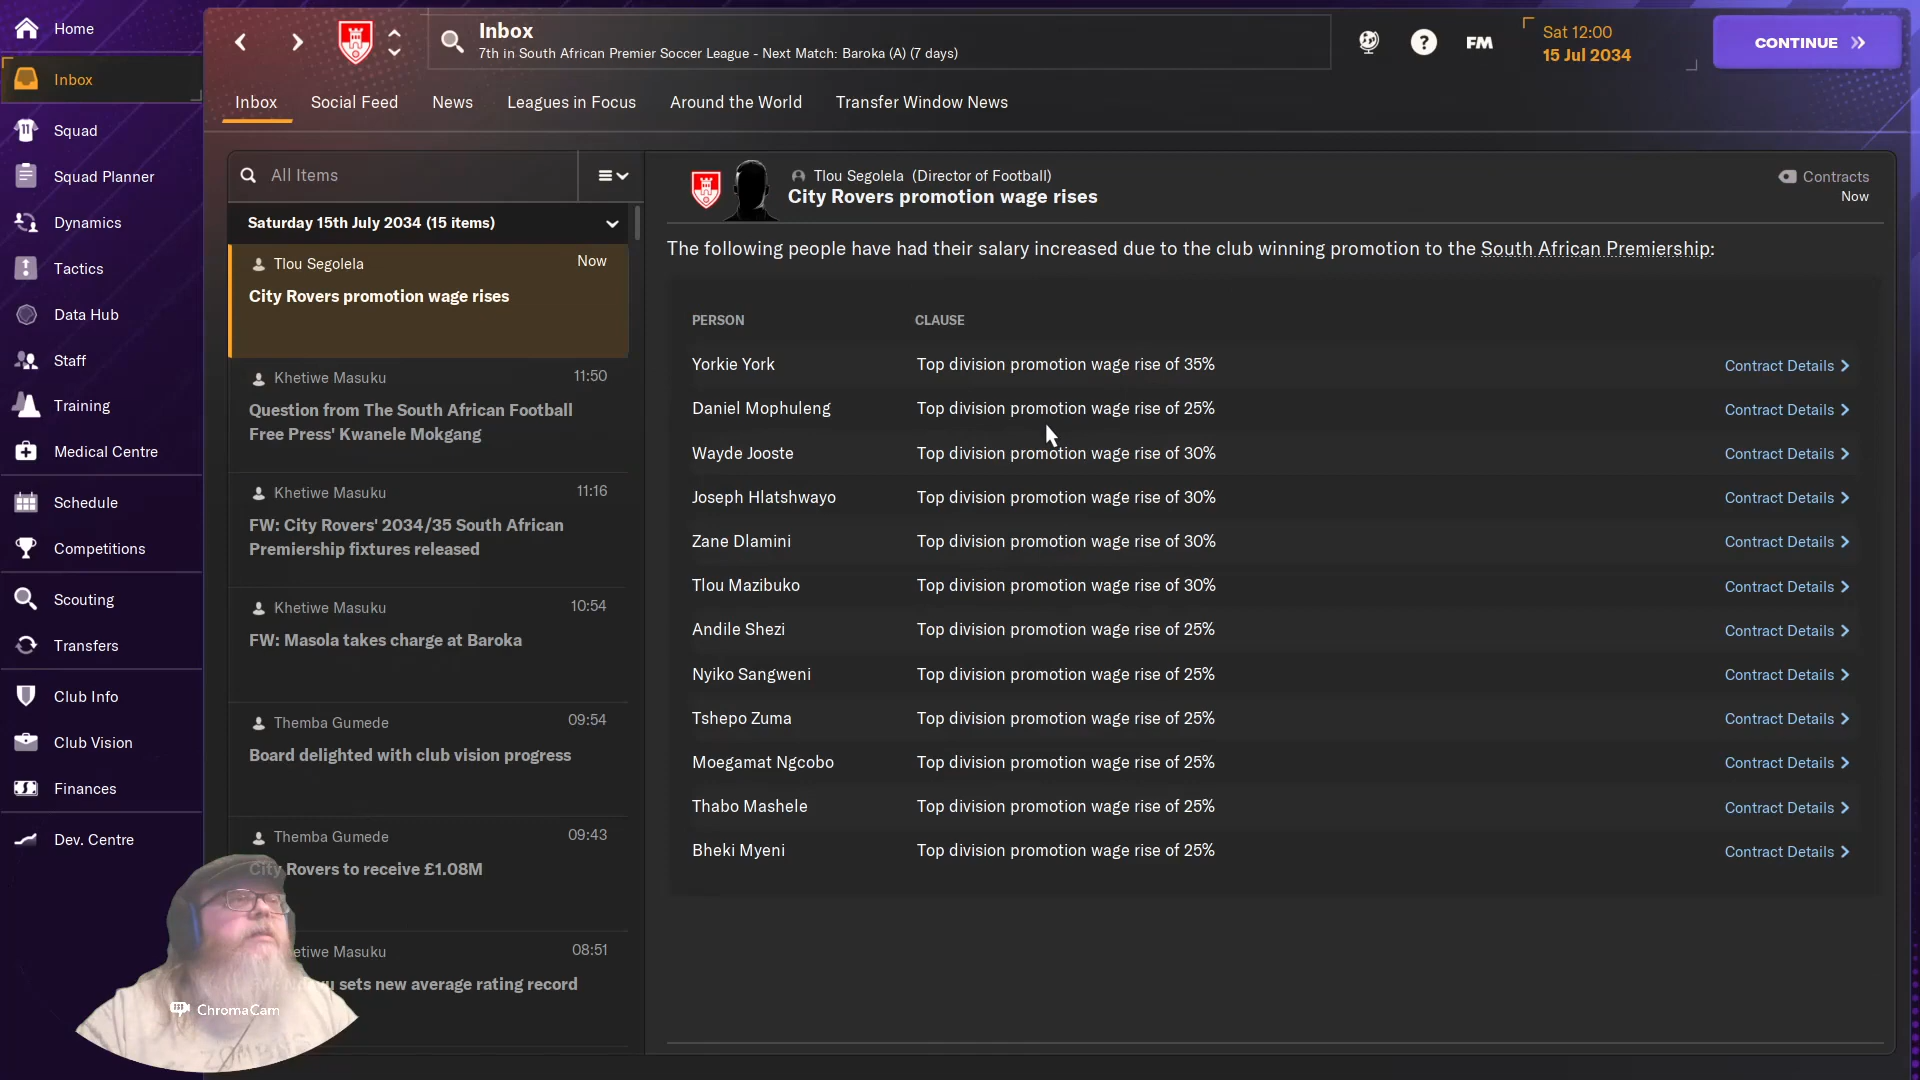 Home
Inbox
Squad
Squad Planner
Dynamics
Tactics
Data Hub
Staff
Training
Medical Centre
Schedule
Competitions
Scouting
Transfers
Club Info
Club Vision
Finances
Dev. Centre
Inbox
7th in South African Premier Soccer League - Next Match: Baroka (A) (7 days)
?
FM
Sat 12:00
15 Jul 2034
CONTINUE
Inbox
Social Feed
News
Leagues in Focus
Around the World
Transfer Window News
All Items
Saturday 15th July 2034 (15 items)
Tlou Segolela
Now
City Rovers promotion wage rises
Khetiwe Masuku
11:50
Question from The South African Football
Free Press' Kwanele Mokgang
Khetiwe Masuku
11:16
FW: City Rovers' 2034/35 South African
Premiership fixtures released
Khetiwe Masuku
10:54
FW: Masola takes charge at Baroka
Themba Gumede
09:54
Board delighted with club vision progress
Themba Gumede
09:43
City Rovers to receive £1.08M
etiwe Masuku
08:51
sets new average rating record
ChromaCam
Tlou Segolela (Director of Football)
City Rovers promotion wage rises
Contracts
Now
The following people have had their salary increased due to the club winning promotion to the South African Premiership:
PERSON CLAUSE
Yorkie York Top division promotion wage rise of 35% Contract Details
Daniel Mophuleng Top division promotion wage rise of 25% Contract Details
Wayde Jooste Top division promotion wage rise of 30% Contract Details
Joseph Hlatshwayo Top division promotion wage rise of 30% Contract Details
Zane Dlamini Top division promotion wage rise of 30% Contract Details
Tlou Mazibuko Top division promotion wage rise of 30% Contract Details
Andile Shezi Top division promotion wage rise of 25% Contract Details
Nyiko Sangweni Top division promotion wage rise of 25% Contract Details
Tshepo Zuma Top division promotion wage rise of 25% Contract Details
Moegamat Ngcobo Top division promotion wage rise of 25% Contract Details
Thabo Mashele Top division promotion wage rise of 25% Contract Details
Bheki Myeni Top division promotion wage rise of 25% Contract Details